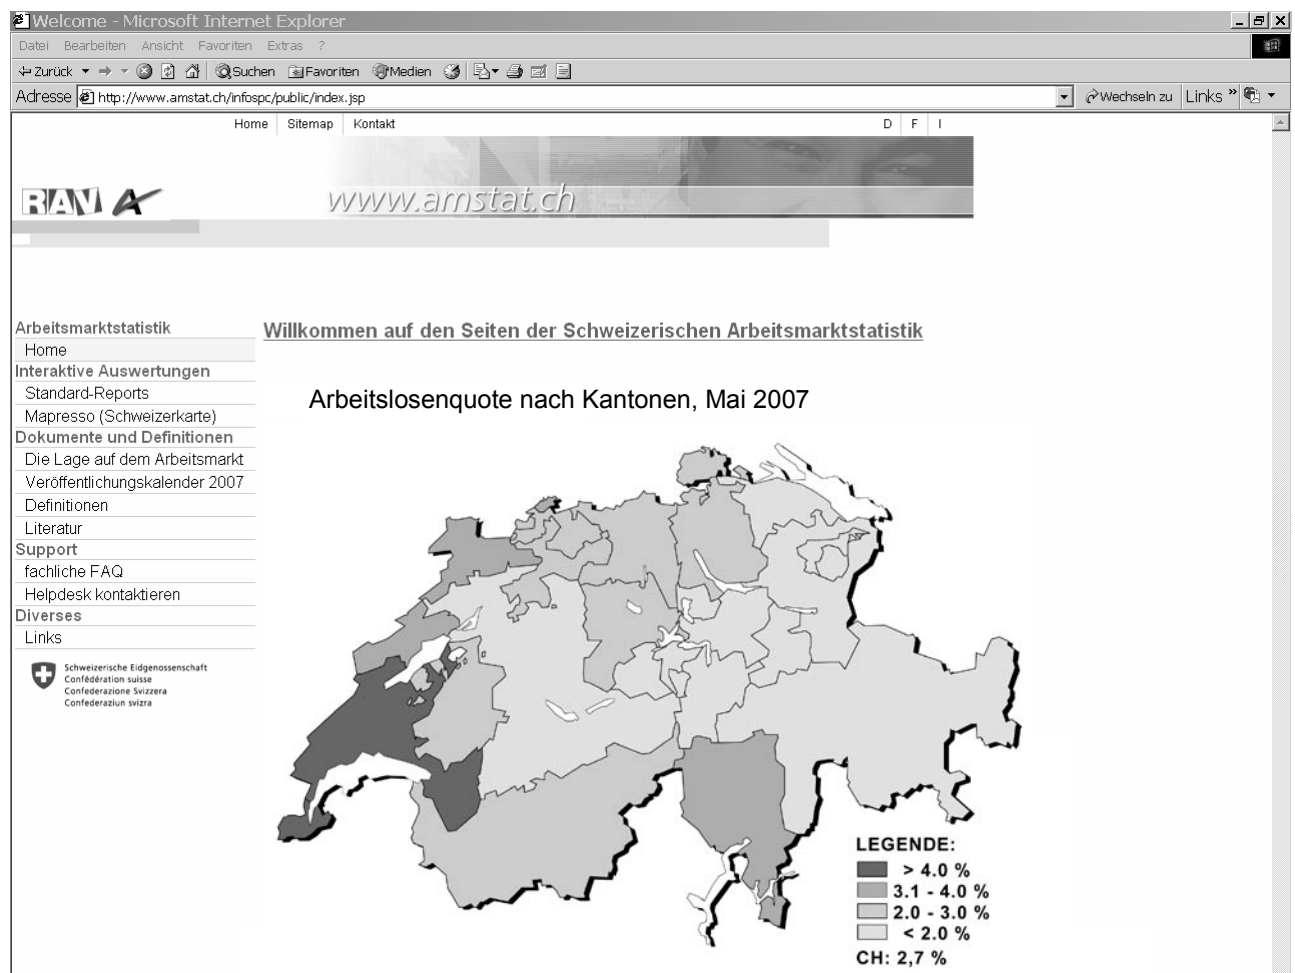 Welcome - Microsoft Internet Explorer
Datei Bearbeiten Ansicht Favoriten Extras ?
Zurück Suchen Favoriten Medien
Adresse http://www.amstat.ch/infospc/public/index.jsp Wechseln zu Links »
Home Sitemap Kontakt D F I
RAV
www.amstat.ch
Arbeitsmarktstatistik
Home
Interaktive Auswertungen
Standard-Reports
Mapresso (Schweizerkarte)
Dokumente und Definitionen
Die Lage auf dem Arbeitsmarkt
Veröffentlichungskalender 2007
Definitionen
Literatur
Support
fachliche FAQ
Helpdesk kontaktieren
Diverses
Links
Schweizerische Eidgenossenschaft
Confédération suisse
Confederazione Svizzera
Confederaziun svizra
Willkommen auf den Seiten der Schweizerischen Arbeitsmarktstatistik
Arbeitslosenquote nach Kantonen, Mai 2007
LEGENDE:
> 4.0 %
3.1 - 4.0 %
2.0 - 3.0 %
< 2.0 %
CH: 2,7 %